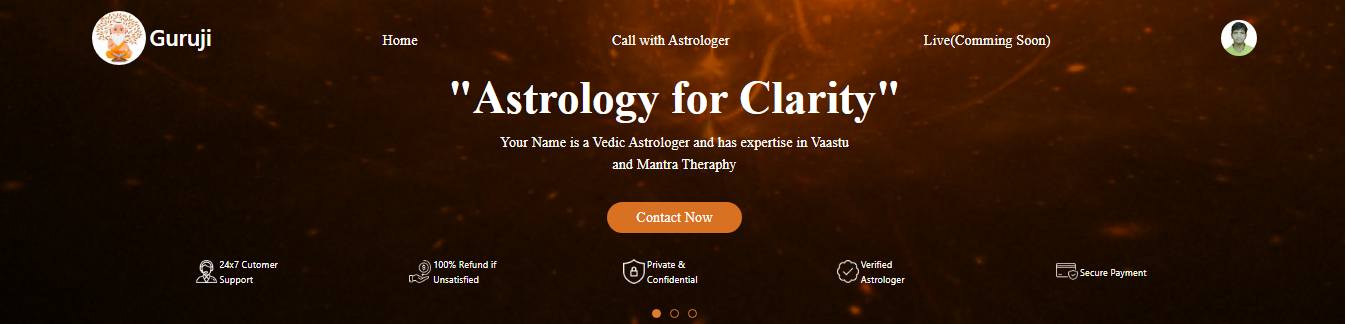 Guruji
Home
Call with Astrologer
Live(Comming Soon)
"Astrology for Clarity"
Your Name is a Vedic Astrologer and has expertise in Vaastu
and Mantra Theraphy
Contact Now
24x7 Cutomer
Support
100% Refund if
Unsatisfied
Private &
Confidential
Verified
Astrologer
Secure Payment